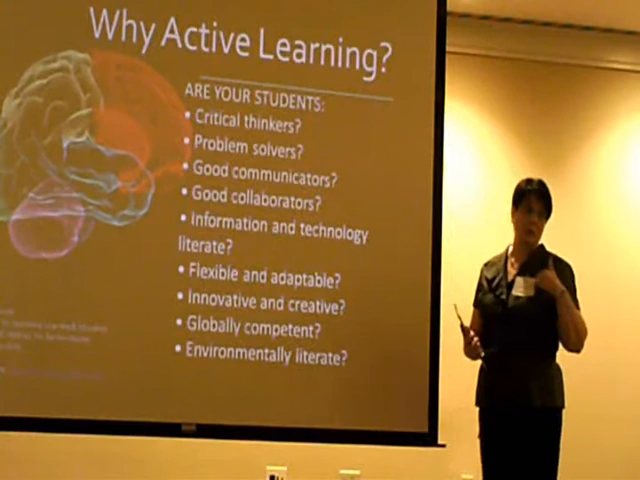 Why Active Learning?
ARE YOUR STUDENTS:
• Critical thinkers?
• Problem solvers?
• Good communicators?
• Good collaborators?
• Information and technology
literate?
• Flexible and adaptable?
• Innovative and creative?
• Globally competent?
• Environmentally literate?